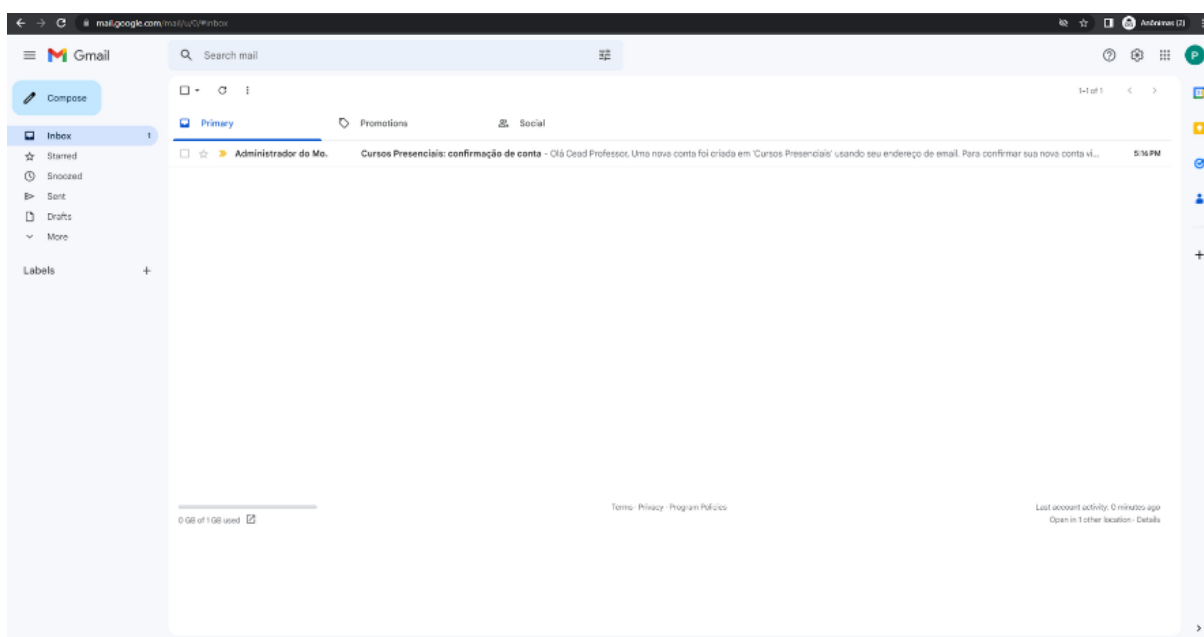 mail.google.com/mail/u/0/#inbox
Anônimas (2)
Gmail
Search mail
P
Compose
1–1 of 1
Primary
Promotions
Social
Inbox 1
Administrador do Mo. Cursos Presenciais: confirmação de conta - Olá Cead Professor, Uma nova conta foi criada em 'Cursos Presenciais' usando seu endereço de email. Para confirmar sua nova conta vi... 5:16 PM
Starred
Snoozed
Sent
Drafts
More
Labels
Terms · Privacy · Program Policies
Last account activity: 0 minutes ago
0 GB of 1 GB used
Open in 1 other location · Details